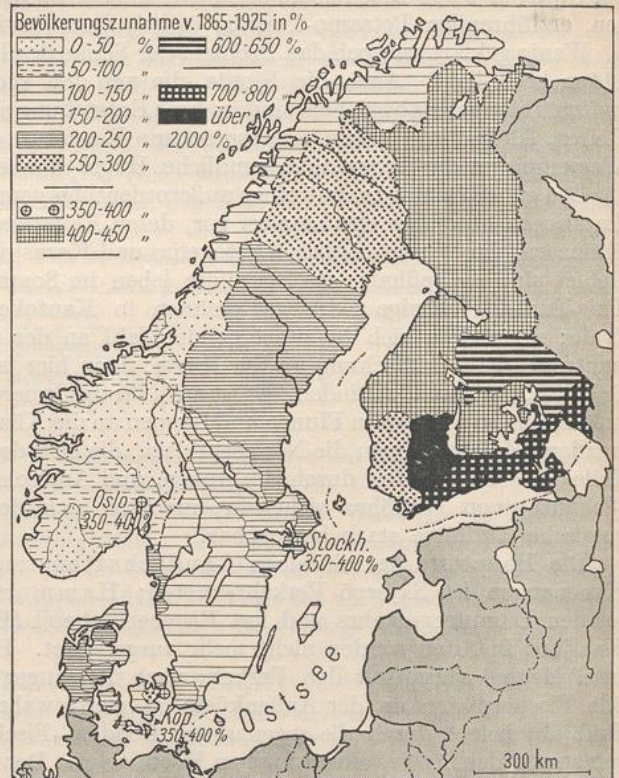 Bevölkerungszunahme v. 1865-1925 in %
0-50 %
50-100 „
100-150 „
150-200 „
200-250 „
250-300 „
350-400 „
400-450 „
600-650 %
700-800 „
über
2000 %
Oslo
350-400%
Stockh.
350-400%
Kop.
350-400%
Ostsee
300 km